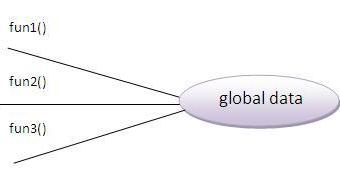 fun1()
fun2()
global data
fun3()